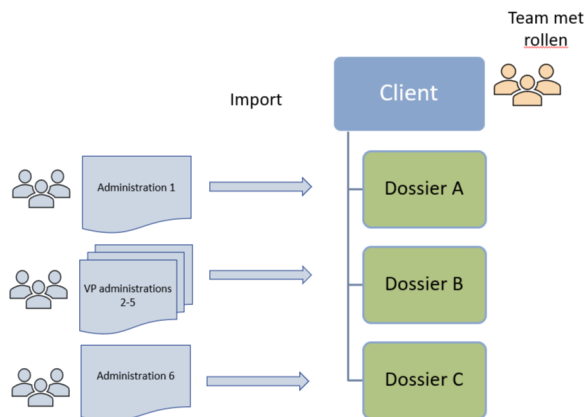 Team met
rollen
Import
Client
Administration 1
Dossier A
VP administrations
2-5
Dossier B
Administration 6
Dossier C